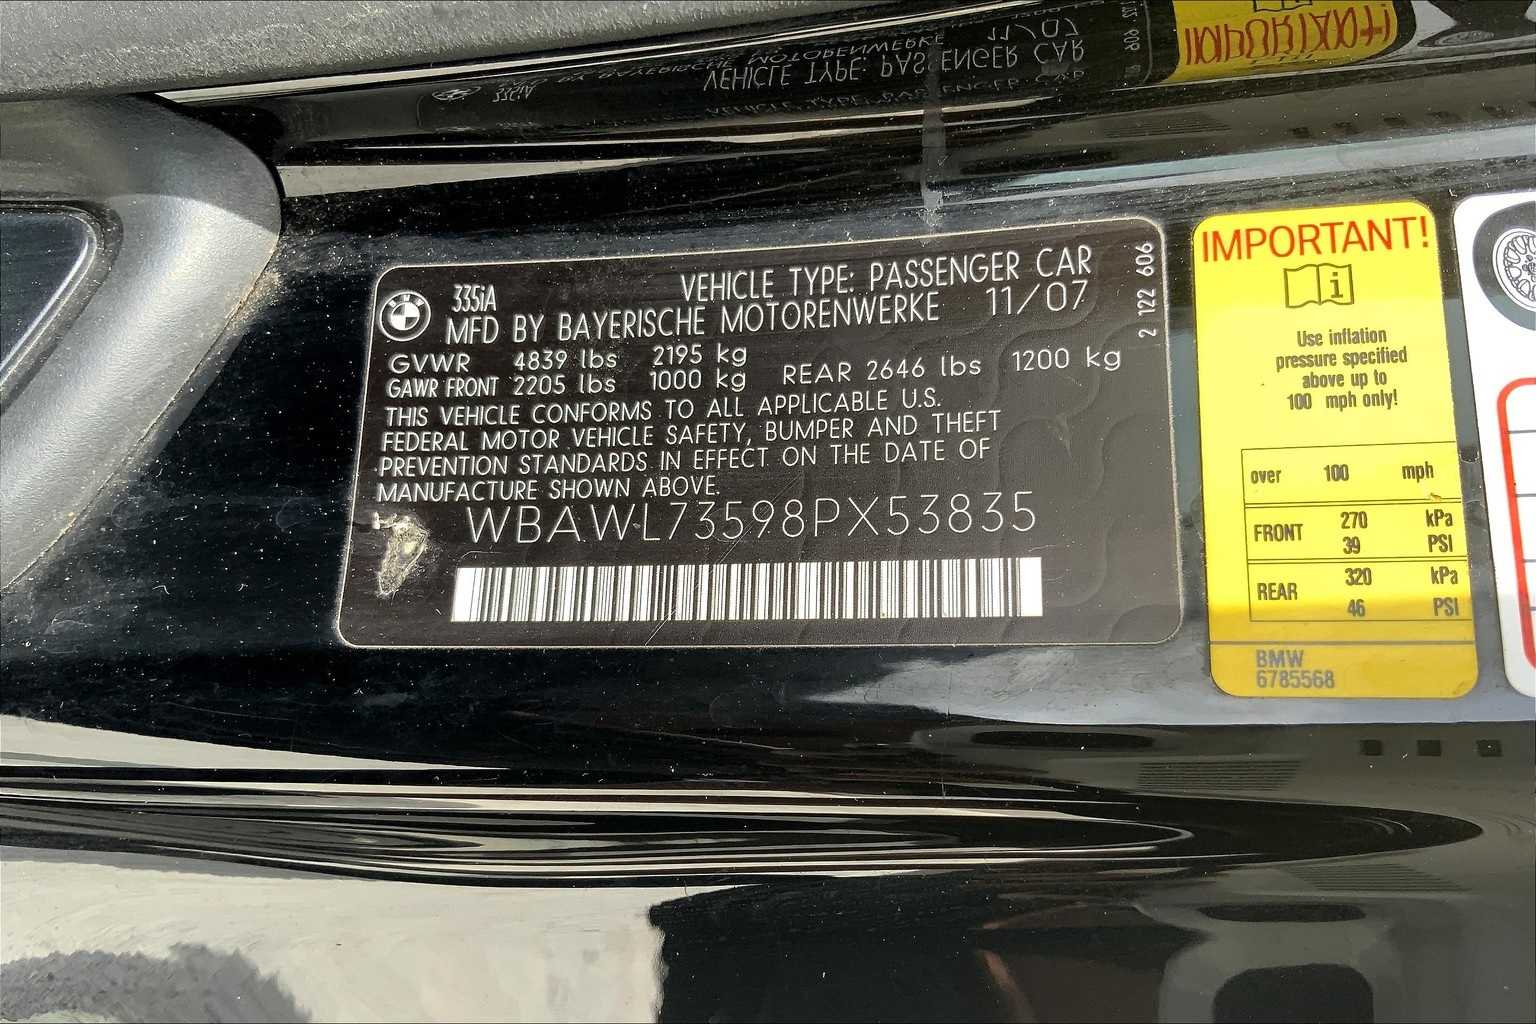 335iA
VEHICLE TYPE: PASSENGER CAR
MFD BY BAYERISCHE MOTORENWERKE 11/07
GVWR 4839 lbs 2195 kg
GAWR FRONT 2205 lbs 1000 kg REAR 2646 lbs 1200 kg
THIS VEHICLE CONFORMS TO ALL APPLICABLE U.S.
FEDERAL MOTOR VEHICLE SAFETY, BUMPER AND THEFT
PREVENTION STANDARDS IN EFFECT ON THE DATE OF
MANUFACTURE SHOWN ABOVE.
WBAWL73598PX53835
2 122 606
IMPORTANT!
Use inflation
pressure specified
above up to
100 mph only!
over 100 mph
FRONT 270 kPa
39 PSI
REAR 320 kPa
46 PSI
BMW
6785568